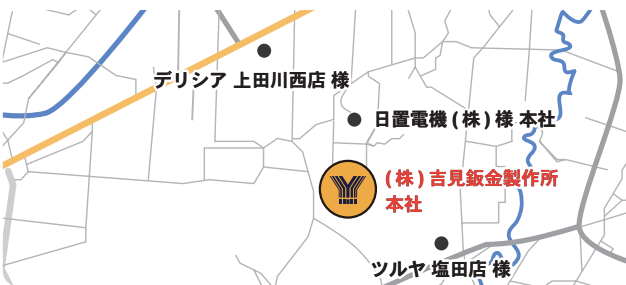 デリシア 上田川西店 様
日置電機 ( 株 ) 様 本社
( 株 ) 吉見鈑金製作所
本社
ツルヤ 塩田店 様